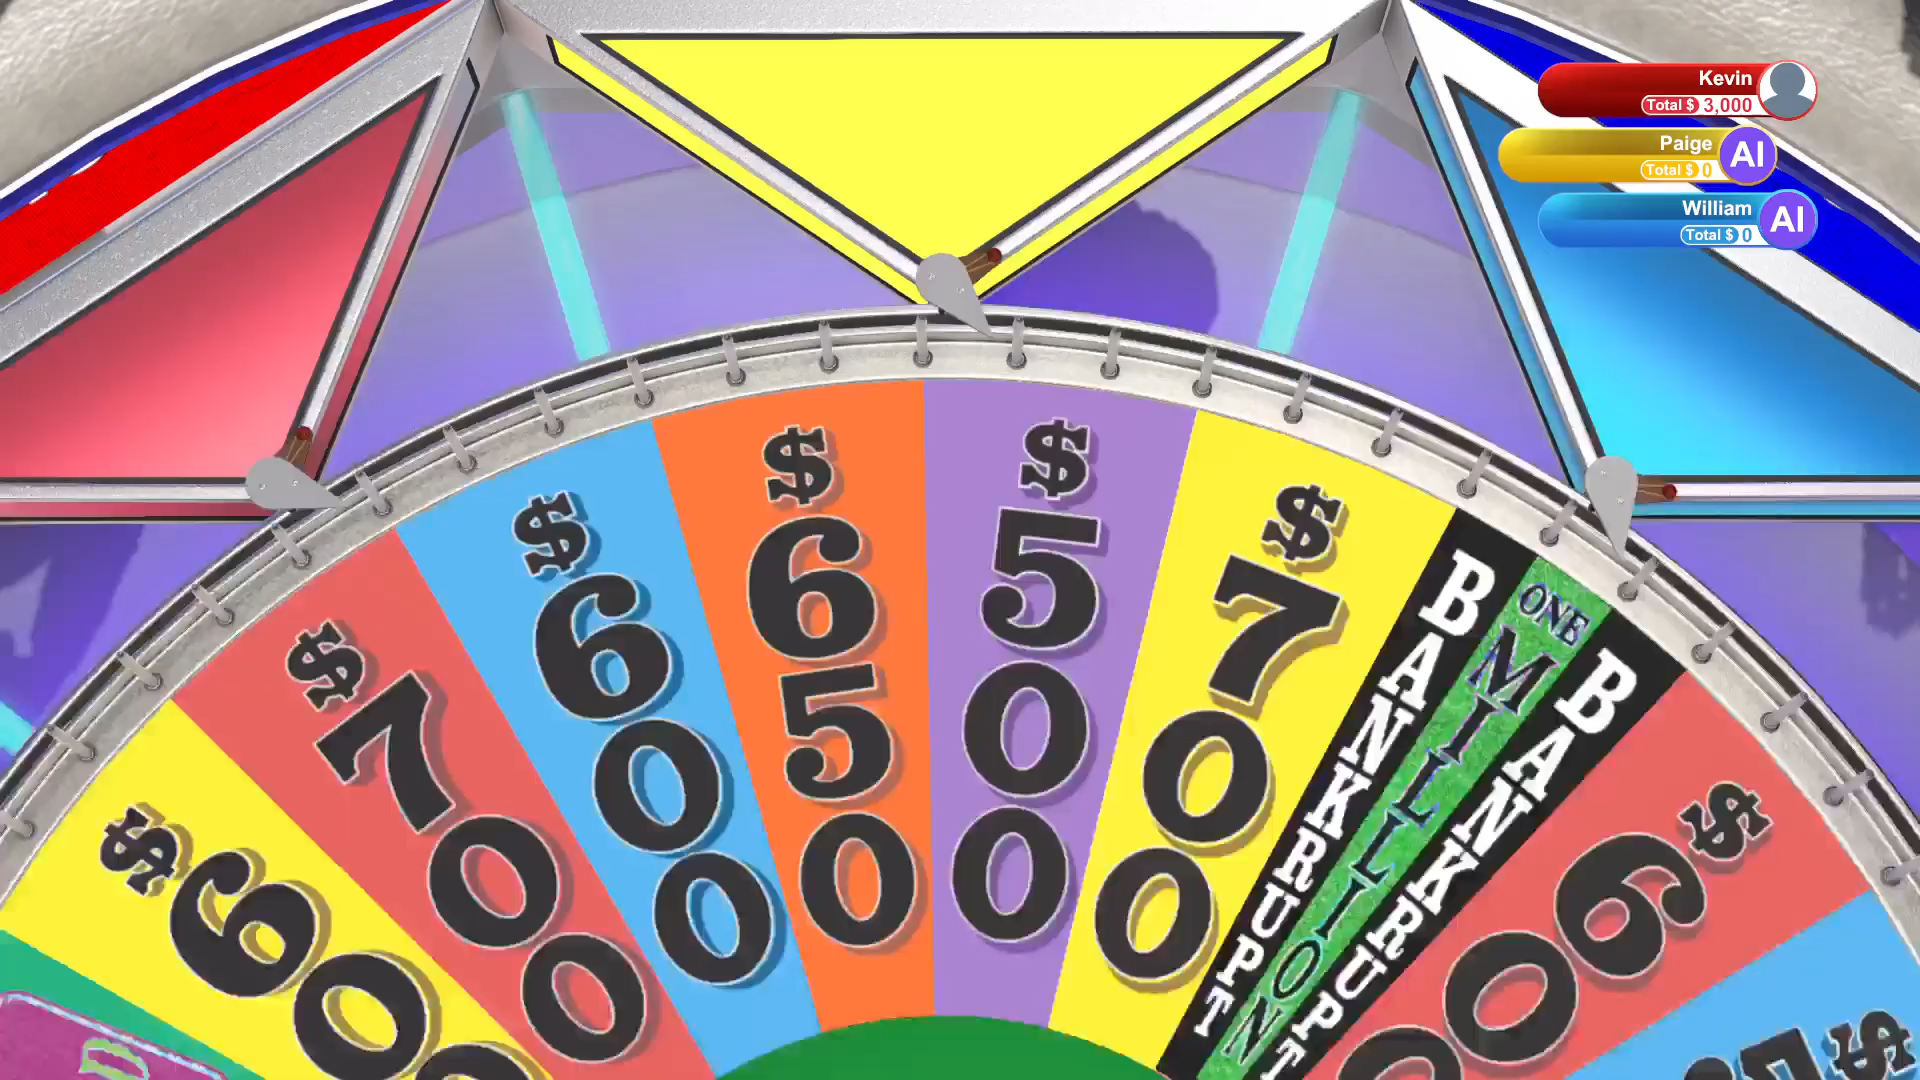 Kevin
Total $ 3,000
Paige
AI
Total $ 0
William
AI
Total $ 0
$600
$700
$600
$650
$500
$700
BANKRUPT
ONE MILLION
BANKRUPT
$600